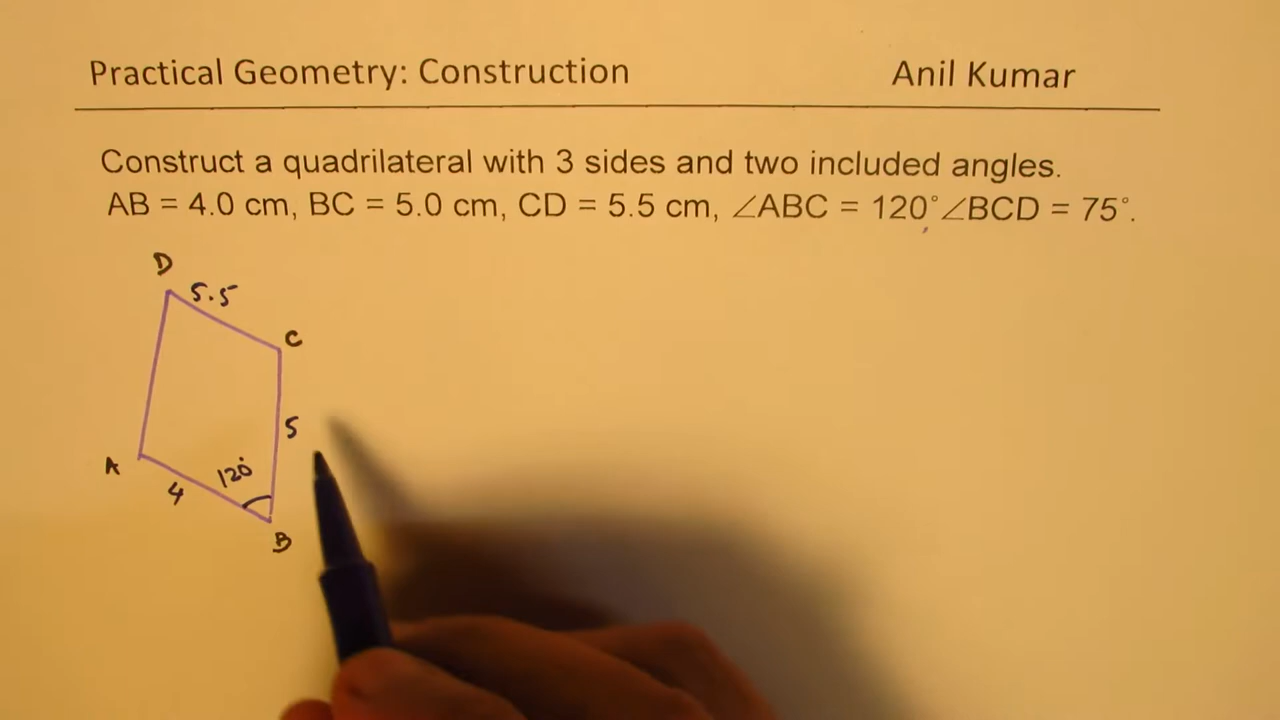 Practical Geometry: Construction Anil Kumar
Construct a quadrilateral with 3 sides and two included angles.
AB = 4.0 cm, BC = 5.0 cm, CD = 5.5 cm, ∠ABC = 120° ∠BCD = 75°.
D
5.5
C
5
A
120°
4
B